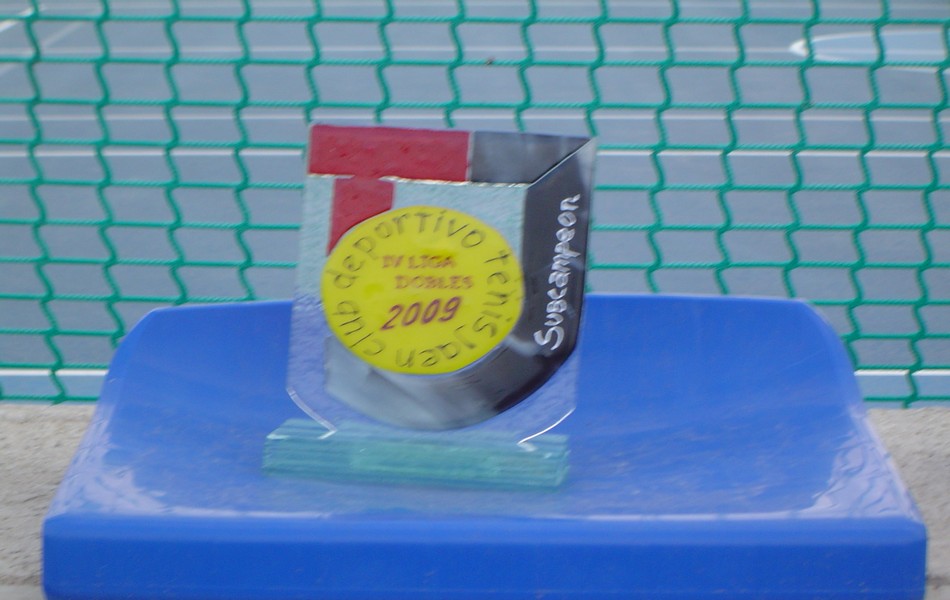 club deportivo tenis Jaen
IV LIGA
DOBLES
2009
Subcampeon